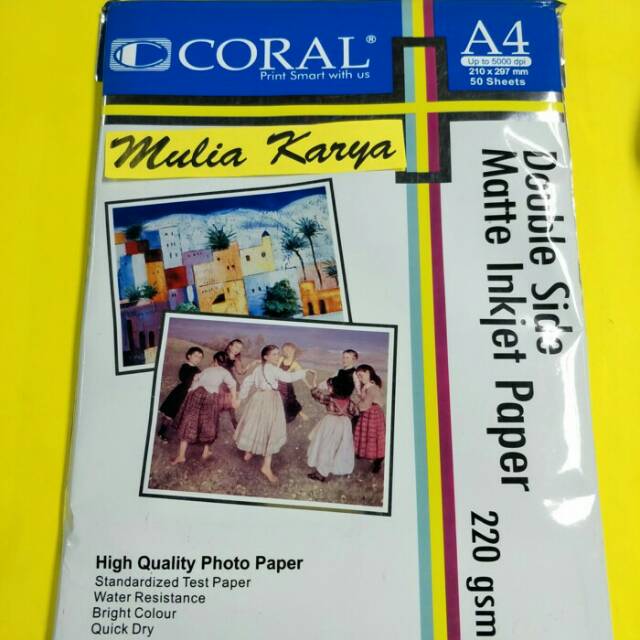 CORAL®
Print Smart with us
A4
Up to 5000 dpi
210 x 297 mm
50 Sheets
Mulia Karya
Double Side
Matte Inkjet Paper
220 gsm
High Quality Photo Paper
Standardized Test Paper
Water Resistance
Bright Colour
Quick Dry